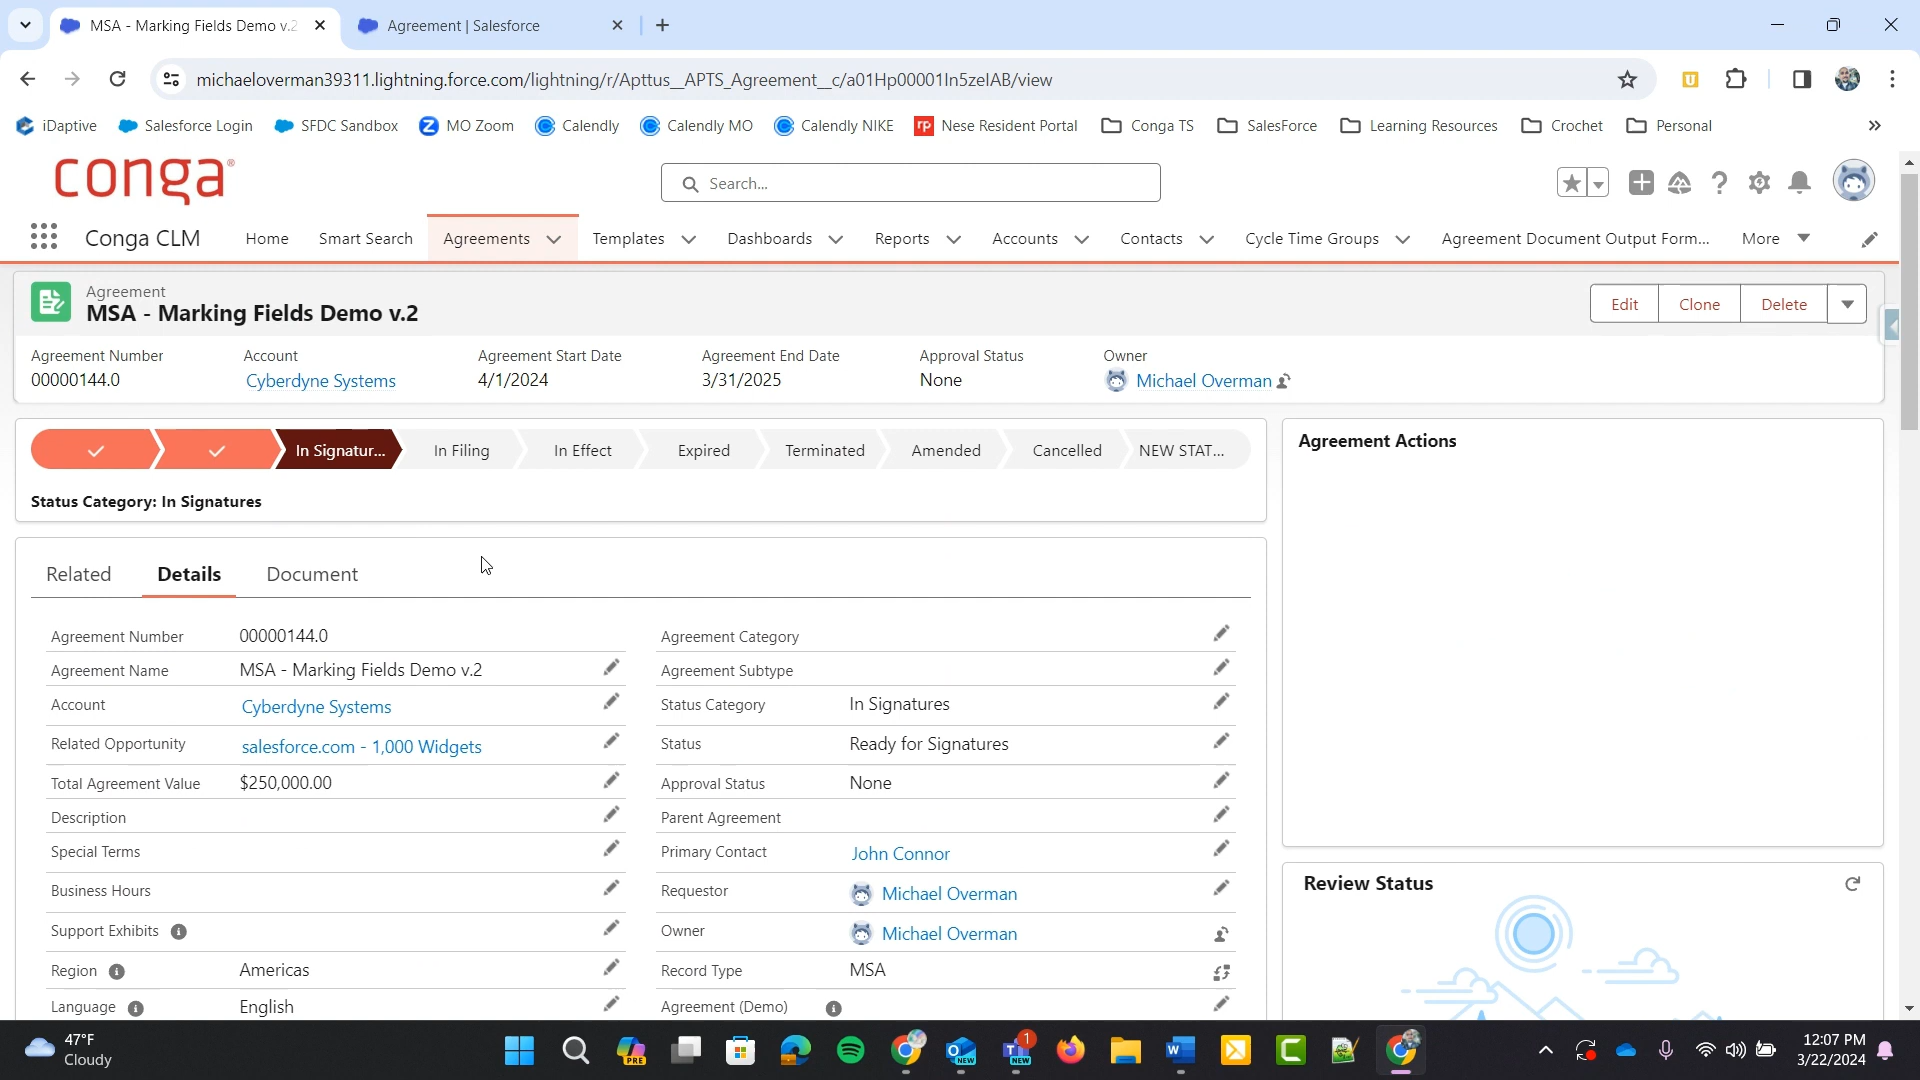 MSA - Marking Fields Demo v.2
Agreement | Salesforce
michaeloverman39311.lightning.force.com/lightning/r/Apttus__APTS_Agreement__c/a01Hp00001In5zeIAB/view
iDaptive
Salesforce Login
SFDC Sandbox
MO Zoom
Calendly
Calendly MO
Calendly NIKE
Nese Resident Portal
Conga TS
SalesForce
Learning Resources
Crochet
Personal
conga
Search...
Conga CLM
Home
Smart Search
Agreements
Templates
Dashboards
Reports
Accounts
Contacts
Cycle Time Groups
Agreement Document Output Form...
More
Agreement
MSA - Marking Fields Demo v.2
Edit
Clone
Delete
Agreement Number
Account
Agreement Start Date
Agreement End Date
Approval Status
Owner
00000144.0
Cyberdyne Systems
4/1/2024
3/31/2025
None
Michael Overman
In Signatur...
In Filing
In Effect
Expired
Terminated
Amended
Cancelled
NEW STAT...
Status Category: In Signatures
Agreement Actions
Related
Details
Document
Agreement Number 00000144.0
Agreement Category
Agreement Name MSA - Marking Fields Demo v.2
Agreement Subtype
Account Cyberdyne Systems
Status Category In Signatures
Related Opportunity salesforce.com - 1,000 Widgets
Status Ready for Signatures
Total Agreement Value $250,000.00
Approval Status None
Description
Parent Agreement
Special Terms
Primary Contact John Connor
Business Hours
Requestor Michael Overman
Support Exhibits
Owner Michael Overman
Region Americas
Record Type MSA
Language English
Agreement (Demo)
Review Status
47°F
Cloudy
PRE
NEW
1
NEW
12:07 PM
3/22/2024